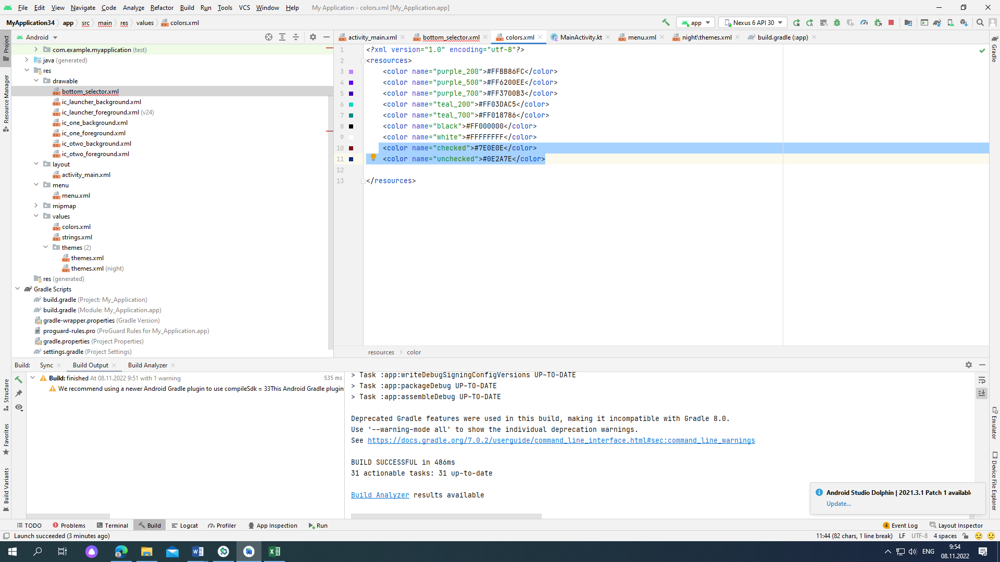 File Edit View Navigate Code Analyze Refactor Build Run Tools VCS Window Help My Application - colors.xml [My_Application.app]
MyApplication34 app src main res values colors.xml app Nexus 6 API 30
Project
Android
activity_main.xml bottom_selector.xml colors.xml MainActivity.kt menu.xml night\themes.xml build.gradle (:app)
Gradle
com.example.myapplication (test)
java (generated)
res
drawable
Resource Manager
bottom_selector.xml
ic_launcher_background.xml
ic_launcher_foreground.xml (v24)
ic_one_background.xml
ic_one_foreground.xml
ic_otwo_background.xml
ic_otwo_foreground.xml
layout
activity_main.xml
menu
menu.xml
mipmap
values
colors.xml
strings.xml
themes (2)
themes.xml
themes.xml (night)
res (generated)
Gradle Scripts
build.gradle (Project: My_Application)
build.gradle (Module: My_Application.app)
gradle-wrapper.properties (Gradle Version)
proguard-rules.pro (ProGuard Rules for My_Application.app)
gradle.properties (Project Properties)
settings.gradle (Project Settings)
1 <?xml version="1.0" encoding="utf-8"?>
2 <resources>
3 <color name="purple_200">#FFBB86FC</color>
4 <color name="purple_500">#FF6200EE</color>
5 <color name="purple_700">#FF3700B3</color>
6 <color name="teal_200">#FF03DAC5</color>
7 <color name="teal_700">#FF018786</color>
8 <color name="black">#FF000000</color>
9 <color name="white">#FFFFFFFF</color>
10 <color name="checked">#7E0E0E</color>
11 <color name="unchecked">#0E2A7E</color>
12
13 </resources>
resources color
Build: Sync Build Output Build Analyzer
Build: finished At 08.11.2022 9:51 with 1 warning 535 ms
We recommend using a newer Android Gradle plugin to use compileSdk = 33This Android Gradle plugin
Structure
Favorites
Build Variants
> Task :app:writeDebugSigningConfigVersions UP-TO-DATE
> Task :app:packageDebug UP-TO-DATE
> Task :app:assembleDebug UP-TO-DATE
Deprecated Gradle features were used in this build, making it incompatible with Gradle 8.0.
Use '--warning-mode all' to show the individual deprecation warnings.
See https://docs.gradle.org/7.0.2/userguide/command_line_interface.html#sec:command_line_warnings
BUILD SUCCESSFUL in 486ms
31 actionable tasks: 31 up-to-date
Build Analyzer results available
Emulator
Device File Explorer
Android Studio Dolphin | 2021.3.1 Patch 1 available
Update...
TODO Problems Terminal Build Logcat Profiler App Inspection Run 4 Event Log Layout Inspector
Launch succeeded (3 minutes ago) 11:44 (82 chars, 1 line break) LF UTF-8 4 spaces
ENG 9:54
08.11.2022